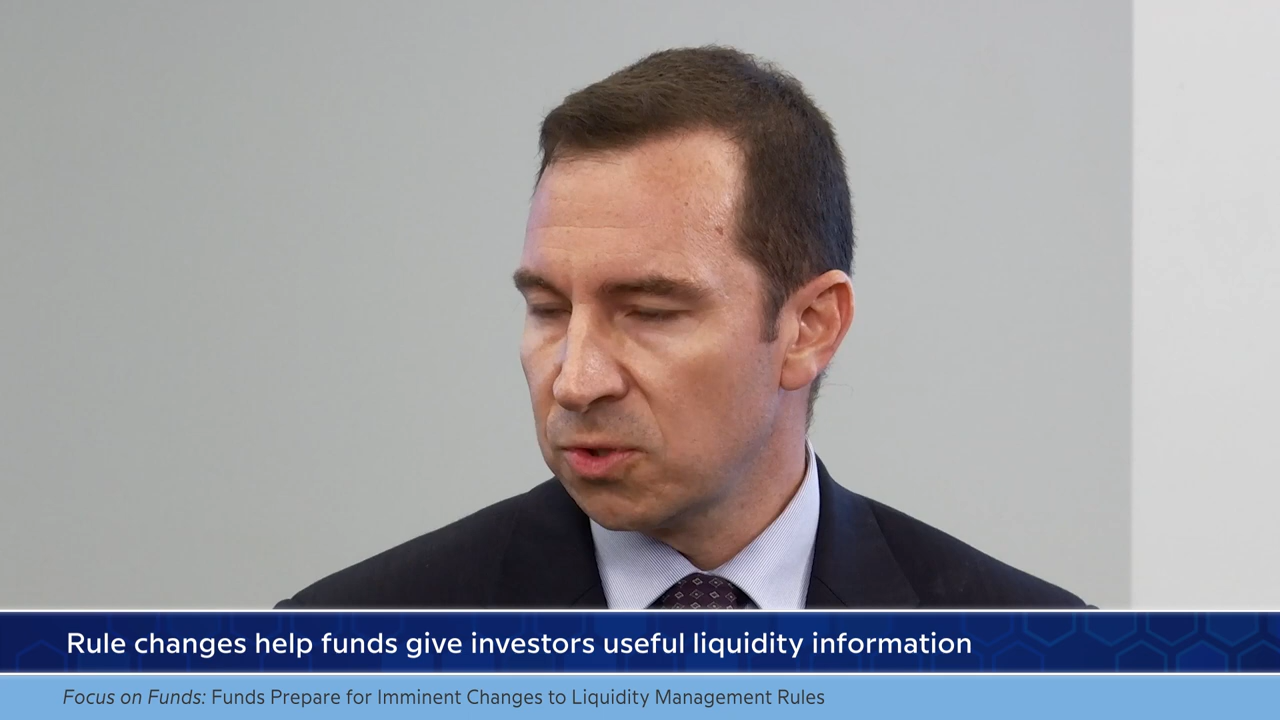 Rule changes help funds give investors useful liquidity information
Focus on Funds: Funds Prepare for Imminent Changes to Liquidity Management Rules